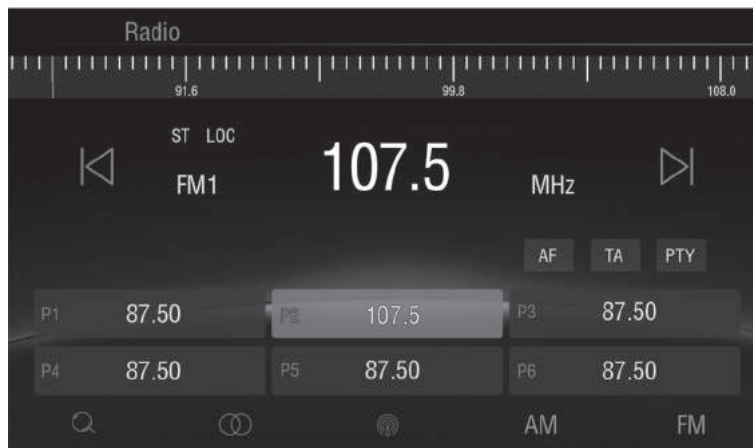 Radio
91.6 99.8 108.0
ST LOC
107.5
FM1 MHz
AF TA PTY
P1 87.50 P2 107.5 P3 87.50
P4 87.50 P5 87.50 P6 87.50
AM FM